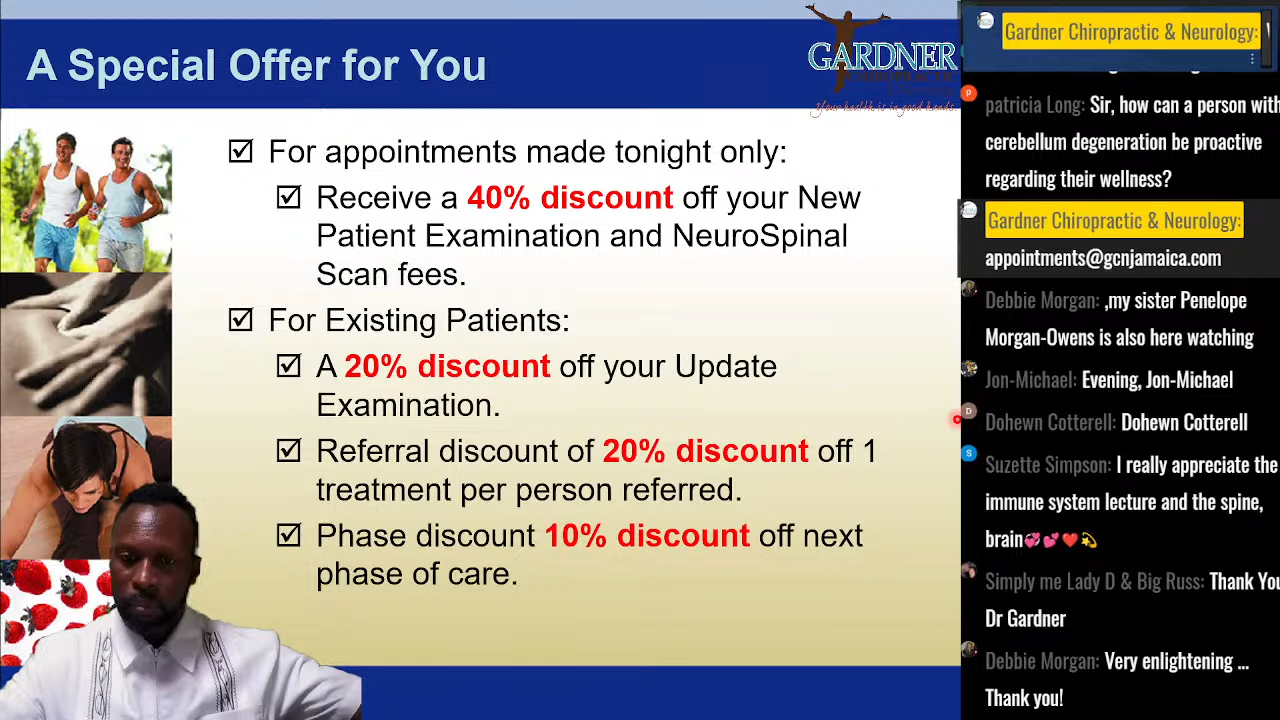 A Special Offer for You
GARDNER
CHIROPRACTIC
Your health is in good hands.
For appointments made tonight only:
Receive a 40% discount off your New
Patient Examination and NeuroSpinal
Scan fees.
For Existing Patients:
A 20% discount off your Update
Examination.
Referral discount of 20% discount off 1
treatment per person referred.
Phase discount 10% discount off next
phase of care.
Gardner Chiropractic & Neurology:
patricia Long: Sir, how can a person with
cerebellum degeneration be proactive
regarding their wellness?
Gardner Chiropractic & Neurology:
appointments@gcnjamaica.com
Debbie Morgan: ,my sister Penelope
Morgan-Owens is also here watching
Jon-Michael: Evening, Jon-Michael
Dohewn Cotterell: Dohewn Cotterell
Suzette Simpson: I really appreciate the
immune system lecture and the spine,
brain💞💕❤️💫
Simply me Lady D & Big Russ: Thank You
Dr Gardner
Debbie Morgan: Very enlightening ...
Thank you!